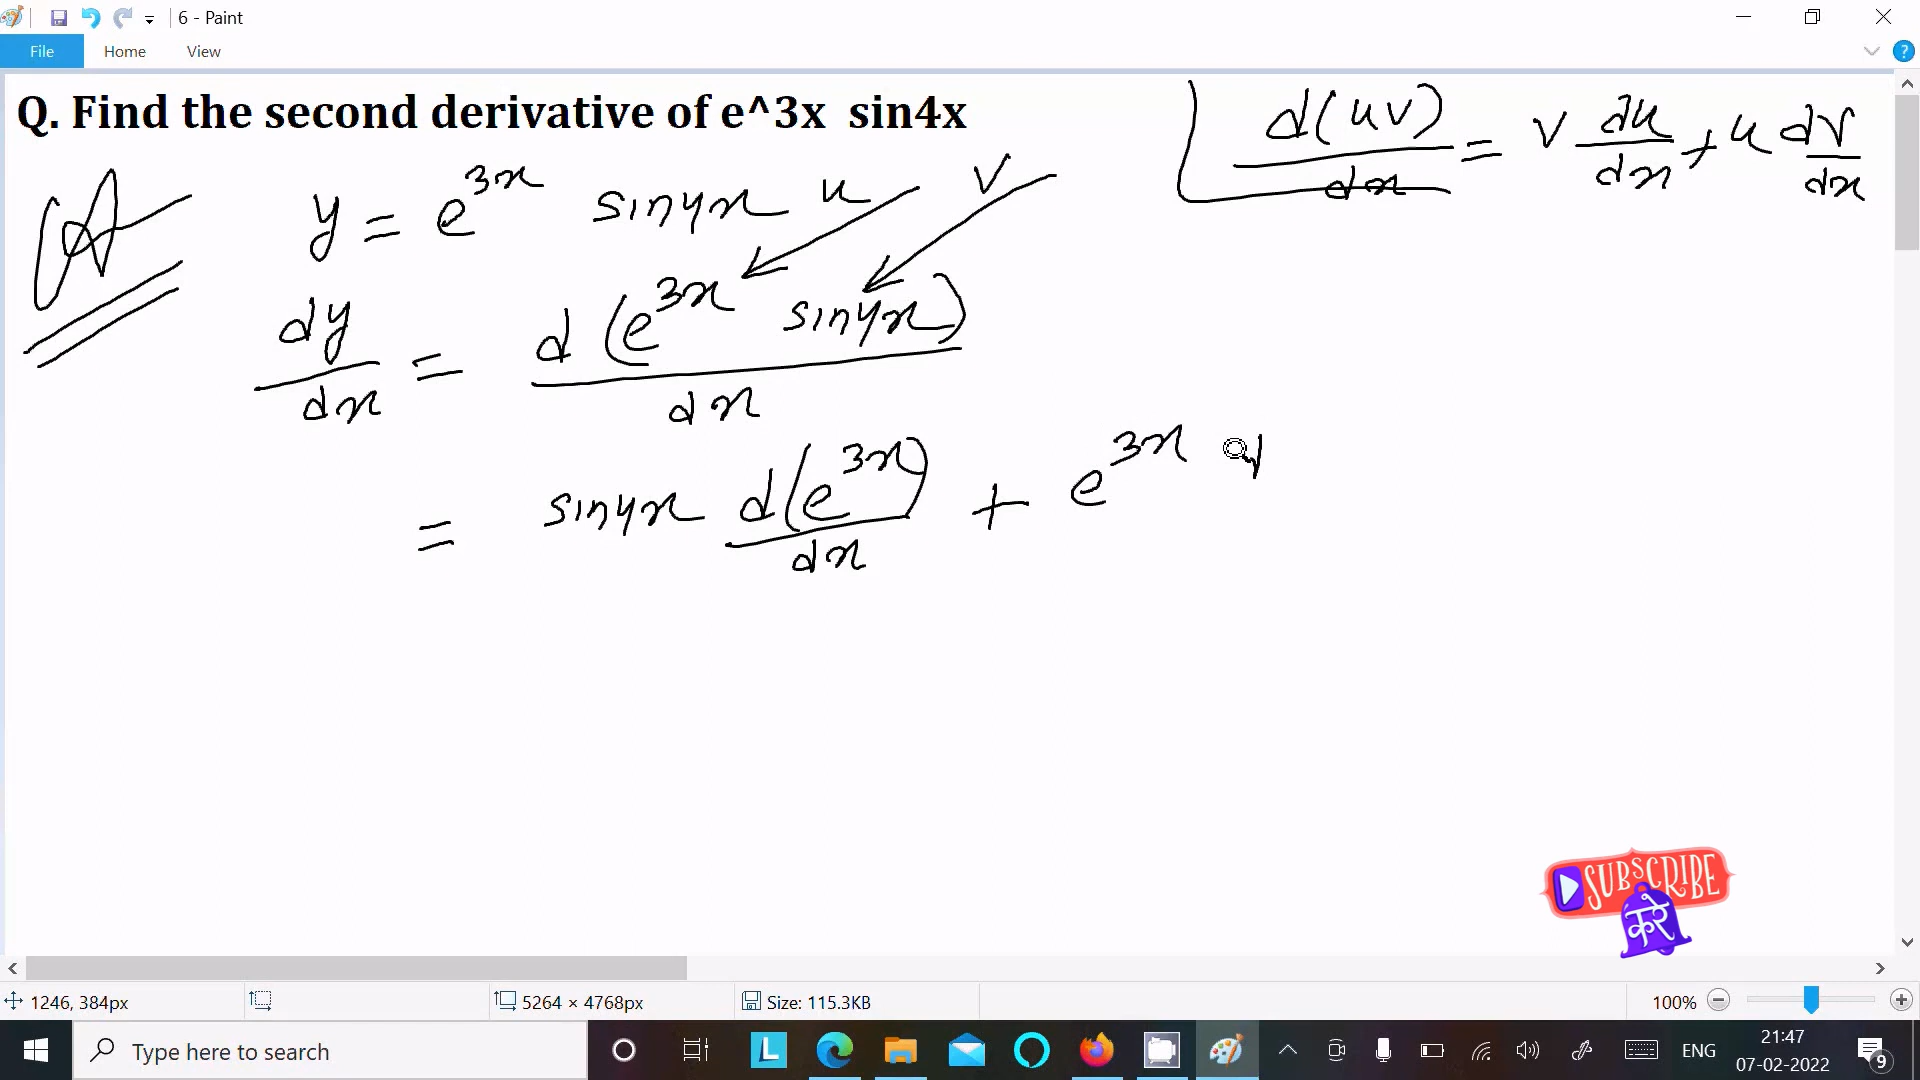 6 - Paint
File Home View
Q. Find the second derivative of e^3x sin4x
d(uv)/dx = v du/dx + u dv/dx
A
y = e^3x sin4x u v
dy/dx = d(e^3x sin4x)/dx
= sin4x d(e^3x)/dx + e^3x d
SUBSCRIBE
करे
1246, 384px 5264 × 4768px Size: 115.3KB 100%
Type here to search L ENG 21:47
07-02-2022 9